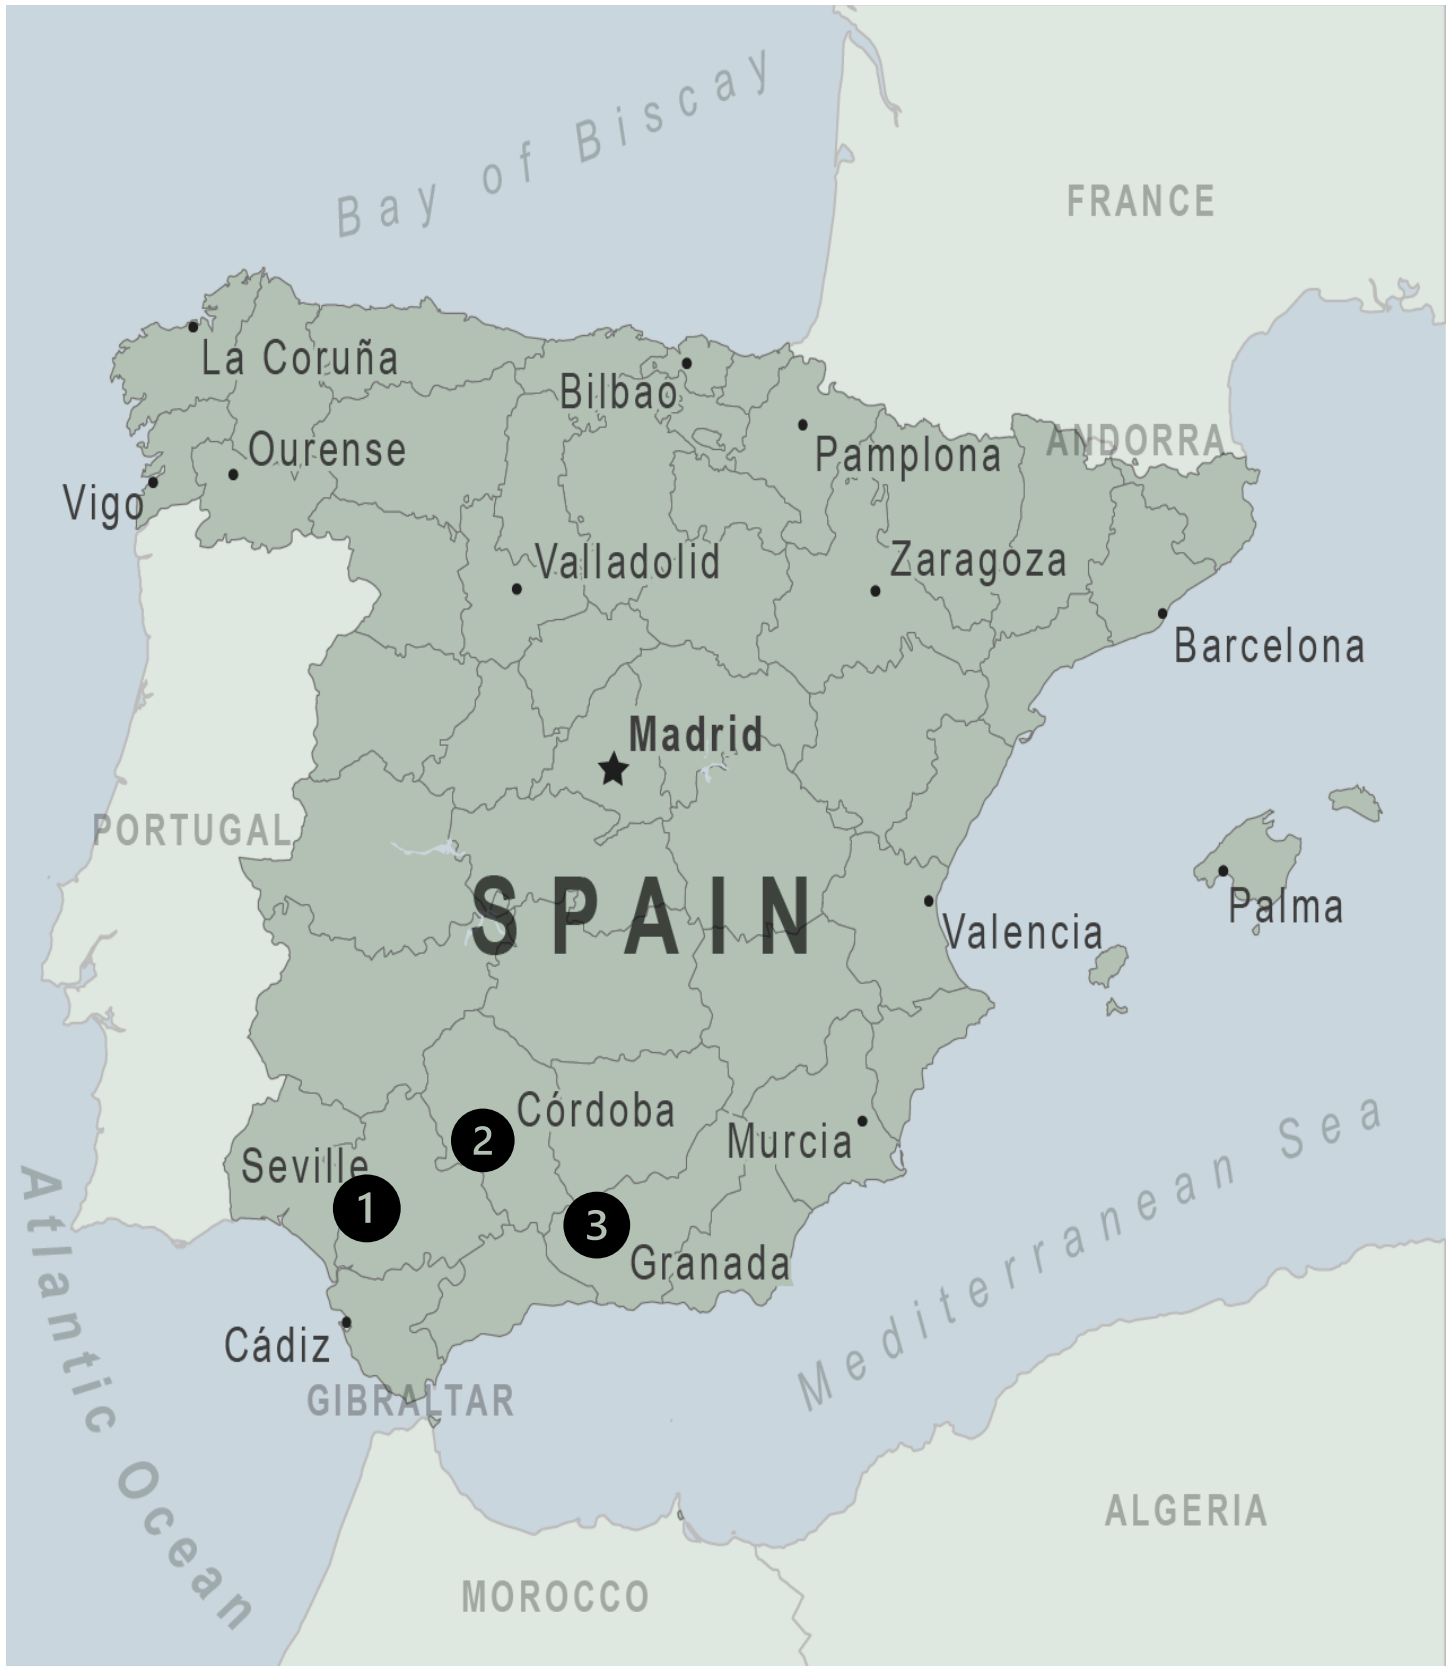 Bay of Biscay
FRANCE
La Coruña
Bilbao
ANDORRA
Ourense
Pamplona
Vigo
Valladolid
Zaragoza
Barcelona
Madrid
PORTUGAL
SPAIN
Palma
Valencia
Córdoba
2
Murcia
Seville
1
3
Granada
Mediterranean Sea
Atlantic Ocean
Cádiz
GIBRALTAR
ALGERIA
MOROCCO